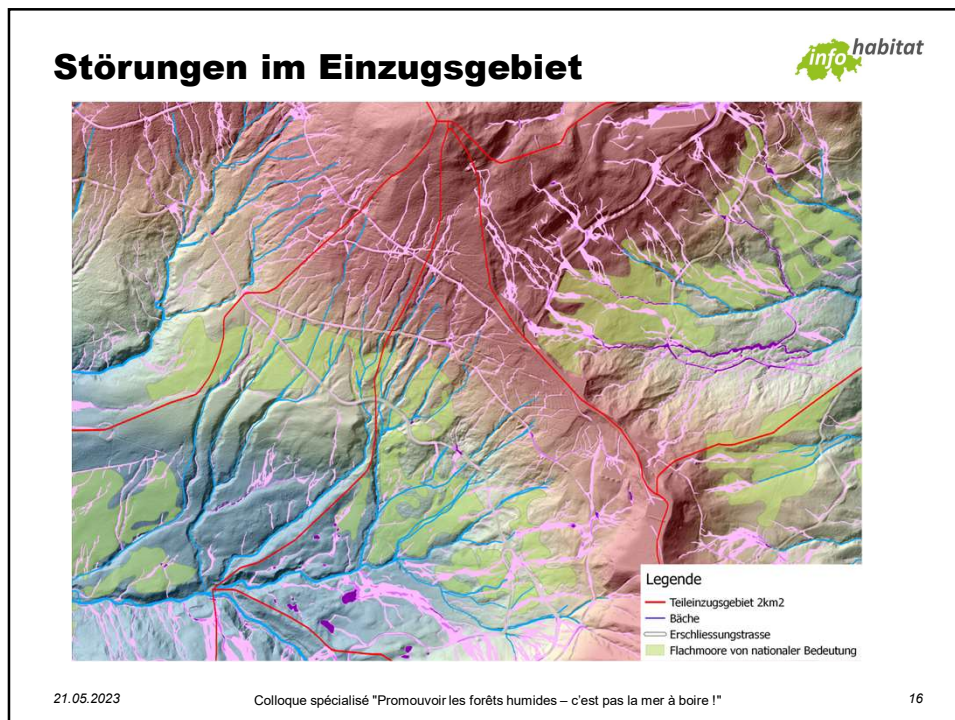 Störungen im Einzugsgebiet
info habitat
Legende
Teileinzugsgebiet 2km2
Bäche
Erschliessungstrasse
Flachmoore von nationaler Bedeutung
21.05.2023
Colloque spécialisé "Promouvoir les forêts humides – c'est pas la mer à boire !"
16